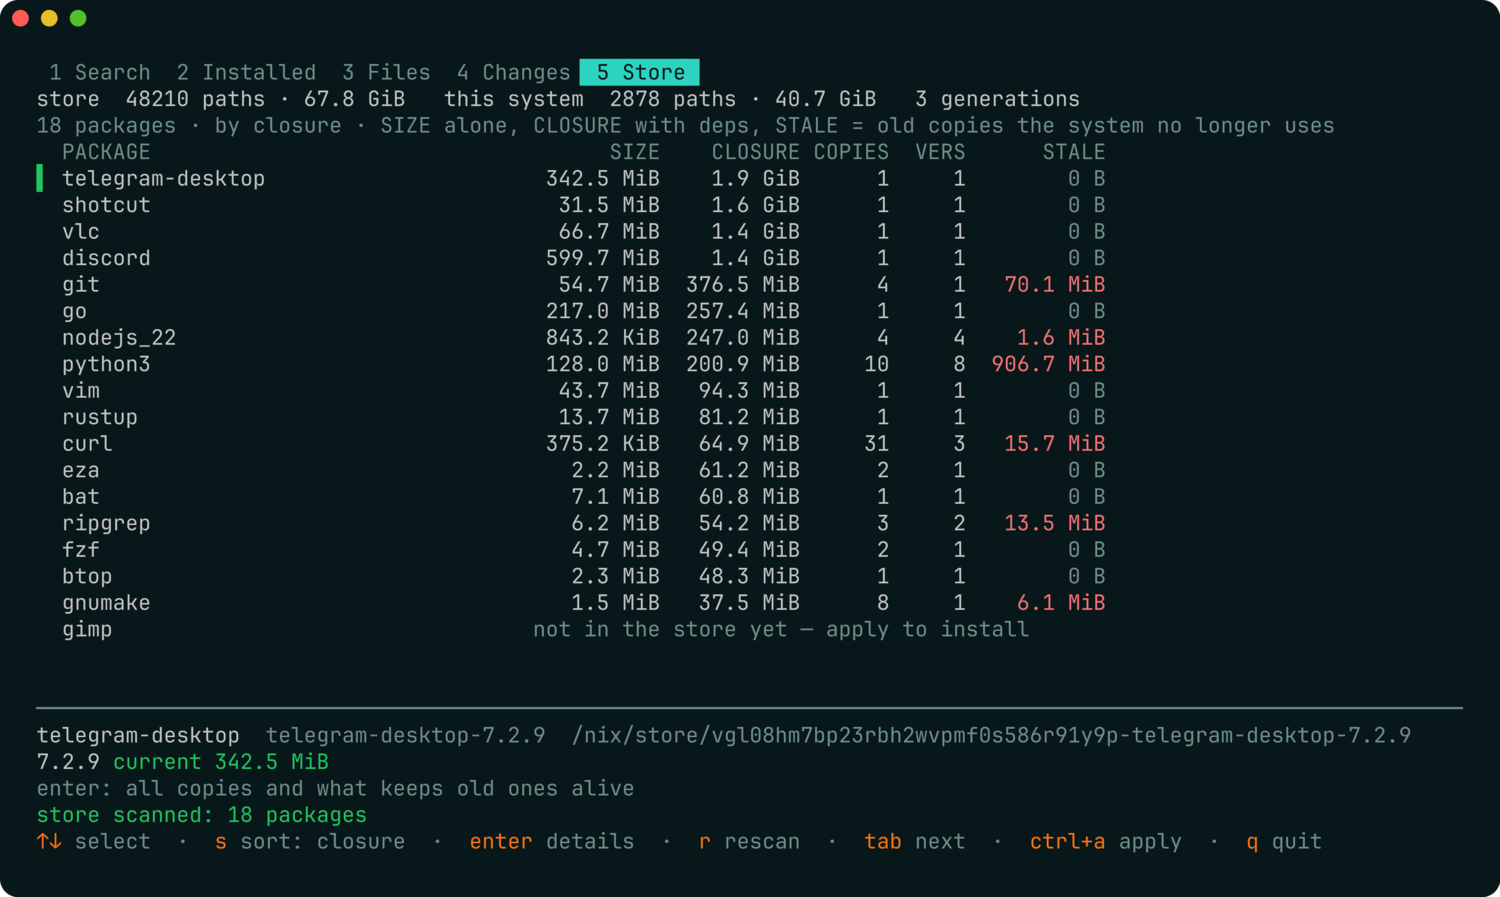 1 Search  2 Installed  3 Files  4 Changes  5 Store
store  48210 paths · 67.8 GiB   this system  2878 paths · 40.7 GiB   3 generations
18 packages · by closure · SIZE alone, CLOSURE with deps, STALE = old copies the system no longer uses
PACKAGE  SIZE  CLOSURE  COPIES  VERS  STALE
telegram-desktop  342.5 MiB  1.9 GiB  1  1  0 B
shotcut  31.5 MiB  1.6 GiB  1  1  0 B
vlc  66.7 MiB  1.4 GiB  1  1  0 B
discord  599.7 MiB  1.4 GiB  1  1  0 B
git  54.7 MiB  376.5 MiB  4  1  70.1 MiB
go  217.0 MiB  257.4 MiB  1  1  0 B
nodejs_22  843.2 KiB  247.0 MiB  4  4  1.6 MiB
python3  128.0 MiB  200.9 MiB  10  8  906.7 MiB
vim  43.7 MiB  94.3 MiB  1  1  0 B
rustup  13.7 MiB  81.2 MiB  1  1  0 B
curl  375.2 KiB  64.9 MiB  31  3  15.7 MiB
eza  2.2 MiB  61.2 MiB  2  1  0 B
bat  7.1 MiB  60.8 MiB  1  1  0 B
ripgrep  6.2 MiB  54.2 MiB  3  2  13.5 MiB
fzf  4.7 MiB  49.4 MiB  2  1  0 B
btop  2.3 MiB  48.3 MiB  1  1  0 B
gnumake  1.5 MiB  37.5 MiB  8  1  6.1 MiB
gimp  not in the store yet — apply to install
telegram-desktop  telegram-desktop-7.2.9  /nix/store/vgl08hm7bp23rbh2wvpmf0s586r91y9p-telegram-desktop-7.2.9
7.2.9 current 342.5 MiB
enter: all copies and what keeps old ones alive
store scanned: 18 packages
↑↓ select  ·  s sort: closure  ·  enter details  ·  r rescan  ·  tab next  ·  ctrl+a apply  ·  q quit